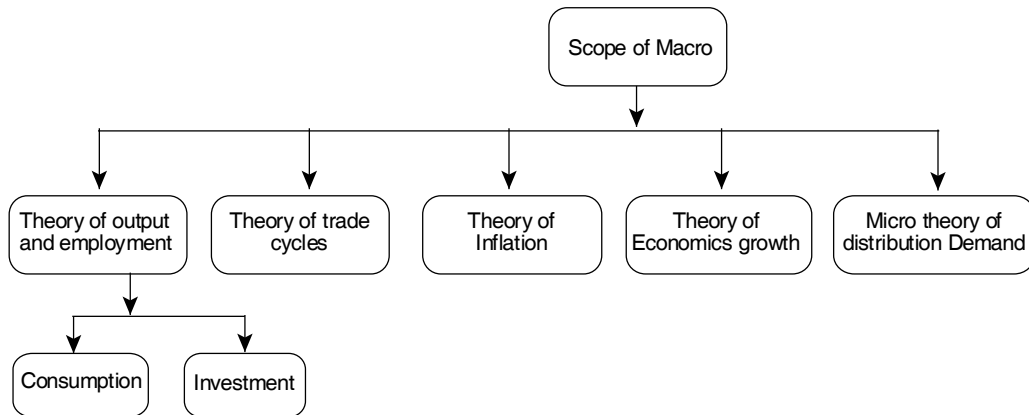 Scope of Macro
Theory of output
and employment
Theory of trade
cycles
Theory of
Inflation
Theory of
Economics growth
Micro theory of
distribution Demand
Consumption
Investment